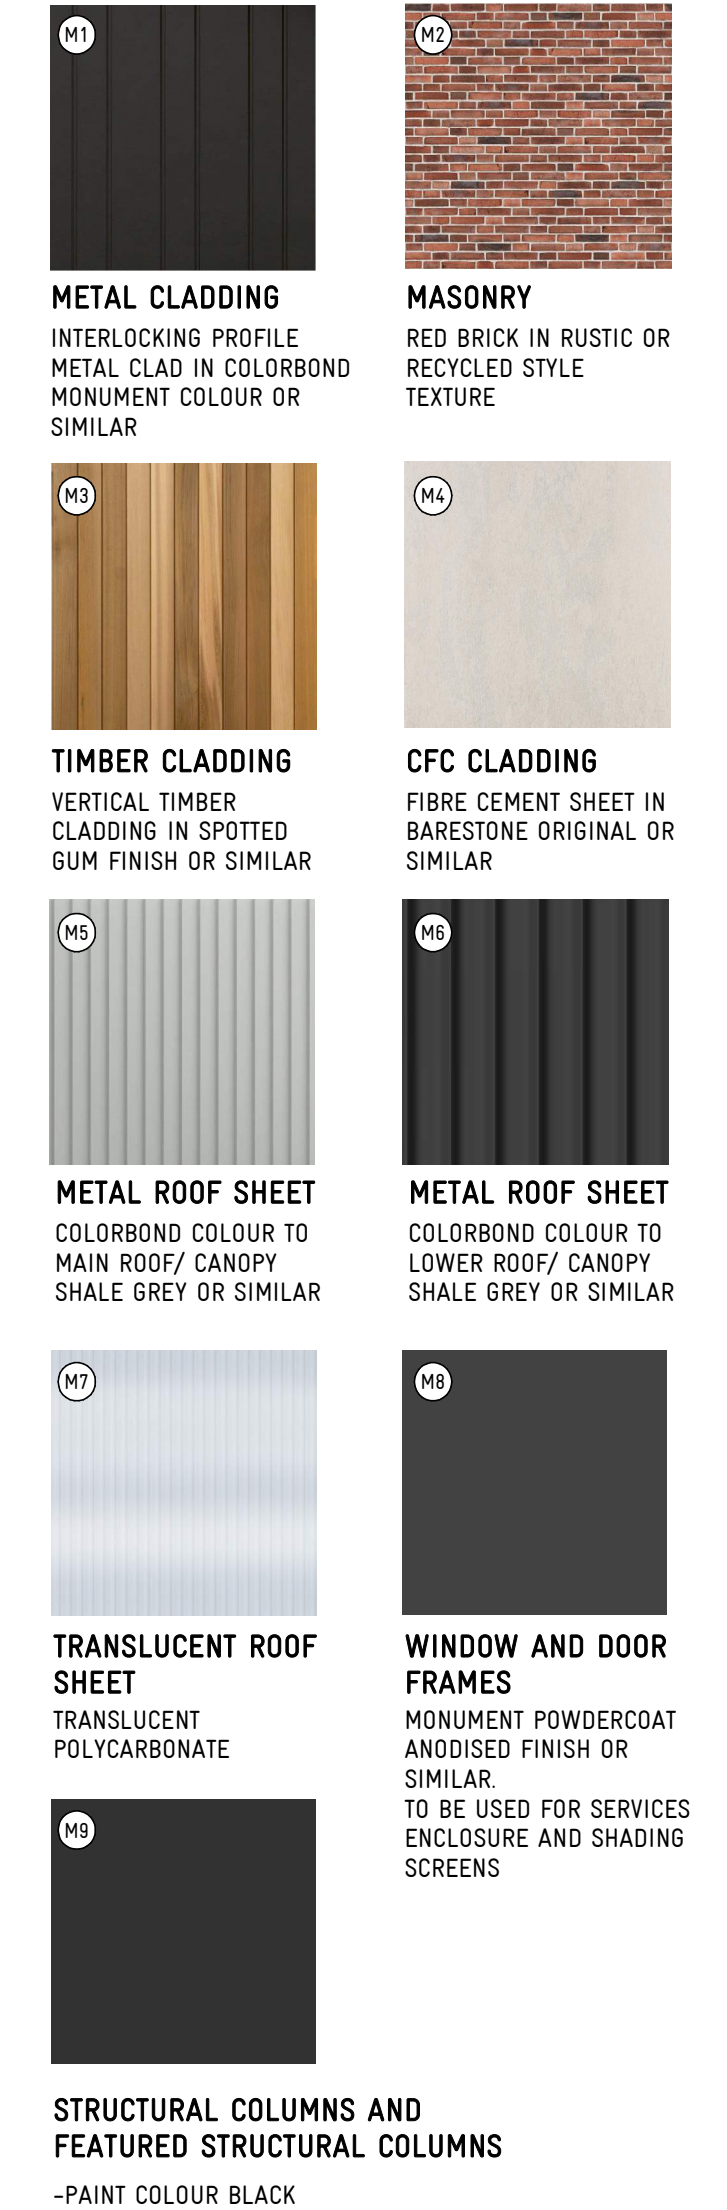 M1
METAL CLADDING
INTERLOCKING PROFILE
METAL CLAD IN COLORBOND
MONUMENT COLOUR OR
SIMILAR
M2
MASONRY
RED BRICK IN RUSTIC OR
RECYCLED STYLE
TEXTURE
M3
TIMBER CLADDING
VERTICAL TIMBER
CLADDING IN SPOTTED
GUM FINISH OR SIMILAR
M4
CFC CLADDING
FIBRE CEMENT SHEET IN
BARESTONE ORIGINAL OR
SIMILAR
M5
METAL ROOF SHEET
COLORBOND COLOUR TO
MAIN ROOF/ CANOPY
SHALE GREY OR SIMILAR
M6
METAL ROOF SHEET
COLORBOND COLOUR TO
LOWER ROOF/ CANOPY
SHALE GREY OR SIMILAR
M7
TRANSLUCENT ROOF
SHEET
TRANSLUCENT
POLYCARBONATE
M8
WINDOW AND DOOR
FRAMES
MONUMENT POWDERCOAT
ANODISED FINISH OR
SIMILAR.
TO BE USED FOR SERVICES
ENCLOSURE AND SHADING
SCREENS
M9
STRUCTURAL COLUMNS AND
FEATURED STRUCTURAL COLUMNS
-PAINT COLOUR BLACK